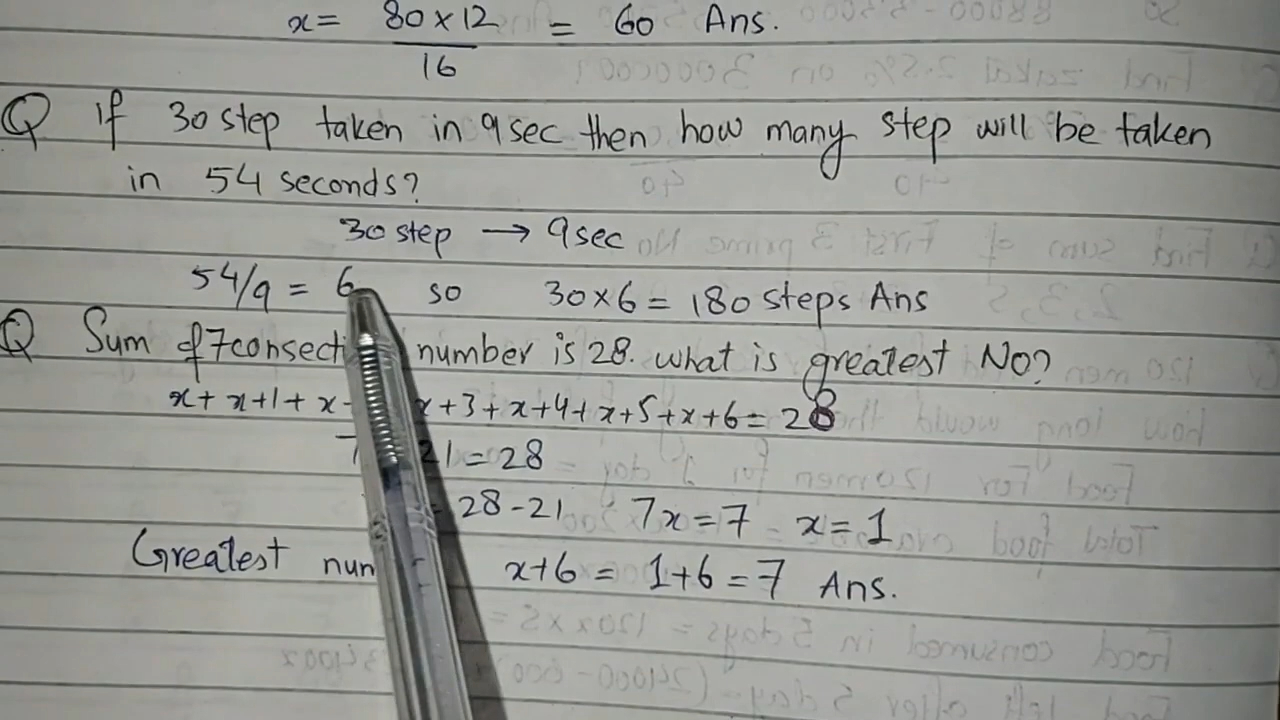 x = 80 x 12 = 60 Ans.
16
Q If 30 step taken in 9 sec then how many step will be taken
in 54 seconds?
30 step → 9 sec
54/9 = 6 so 30 x 6 = 180 steps Ans
Q Sum of 7 consecti number is 28. what is greatest No?
x + x + 1 + x + x + 3 + x + 4 + x + 5 + x + 6 = 28
21 = 28
= 28 - 21 7x = 7 x = 1
Greatest num x + 6 = 1 + 6 = 7 Ans.